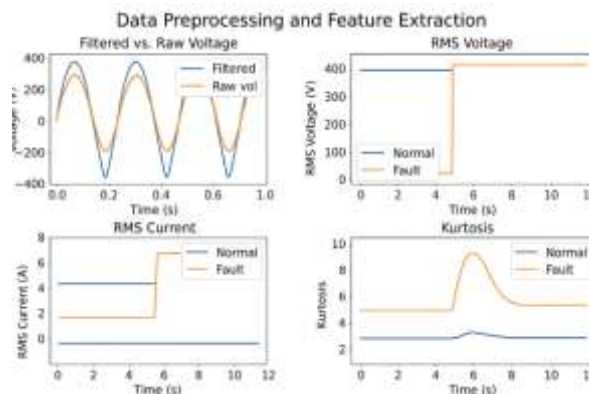 Data Preprocessing and Feature Extraction
Filtered vs. Raw Voltage
400
200
0
−200
−400
Filtered
Raw vol
0.0 0.2 0.4 0.6 0.8 1.0
Time (s)
RMS Voltage
RMS Voltage (V)
400
300
200
100
0
Normal
Fault
0 2 4 6 8 10 12
Time (s)
RMS Current
RMS Current (A)
8
6
4
2
0
Normal
Fault
0 2 4 6 8 10 12
Time (s)
Kurtosis
Kurtosis
10
8
6
4
2
Normal
Fault
0 2 4 6 8 10 12
Time (s)